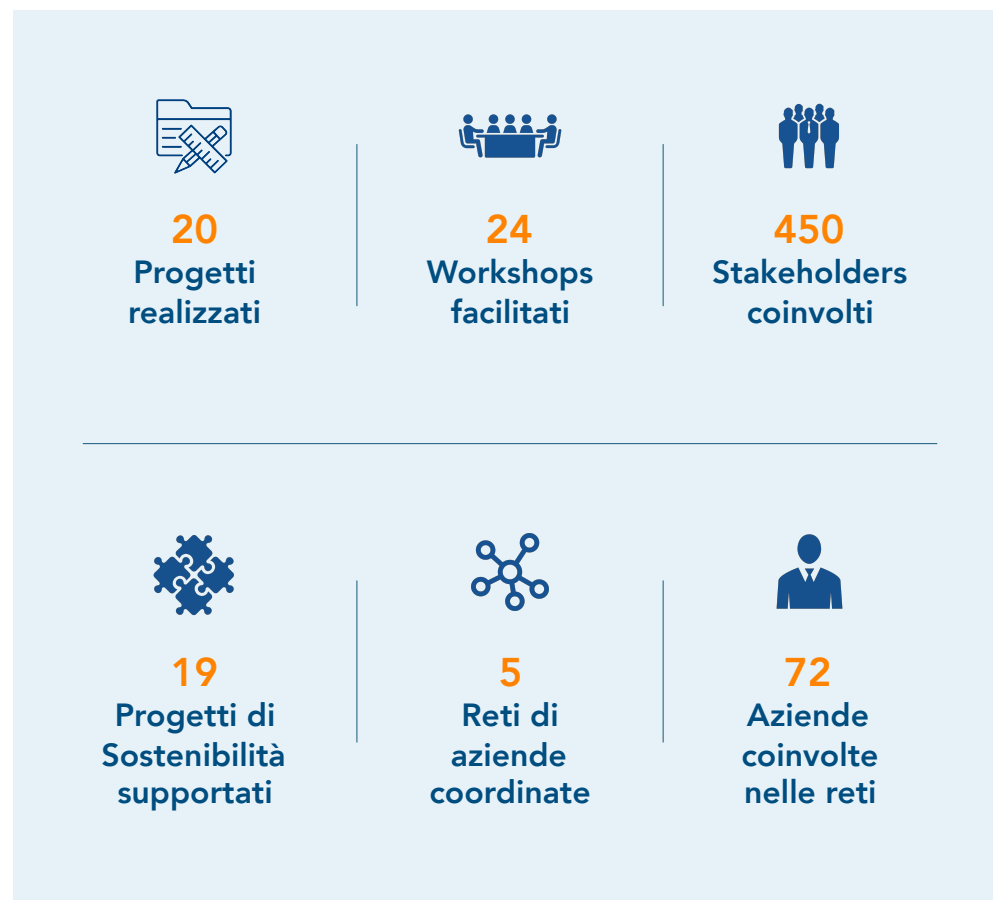 20
Progetti
realizzati
24
Workshops
facilitati
450
Stakeholders
coinvolti
19
Progetti di
Sostenibilità
supportati
5
Reti di
aziende
coordinate
72
Aziende
coinvolte
nelle reti